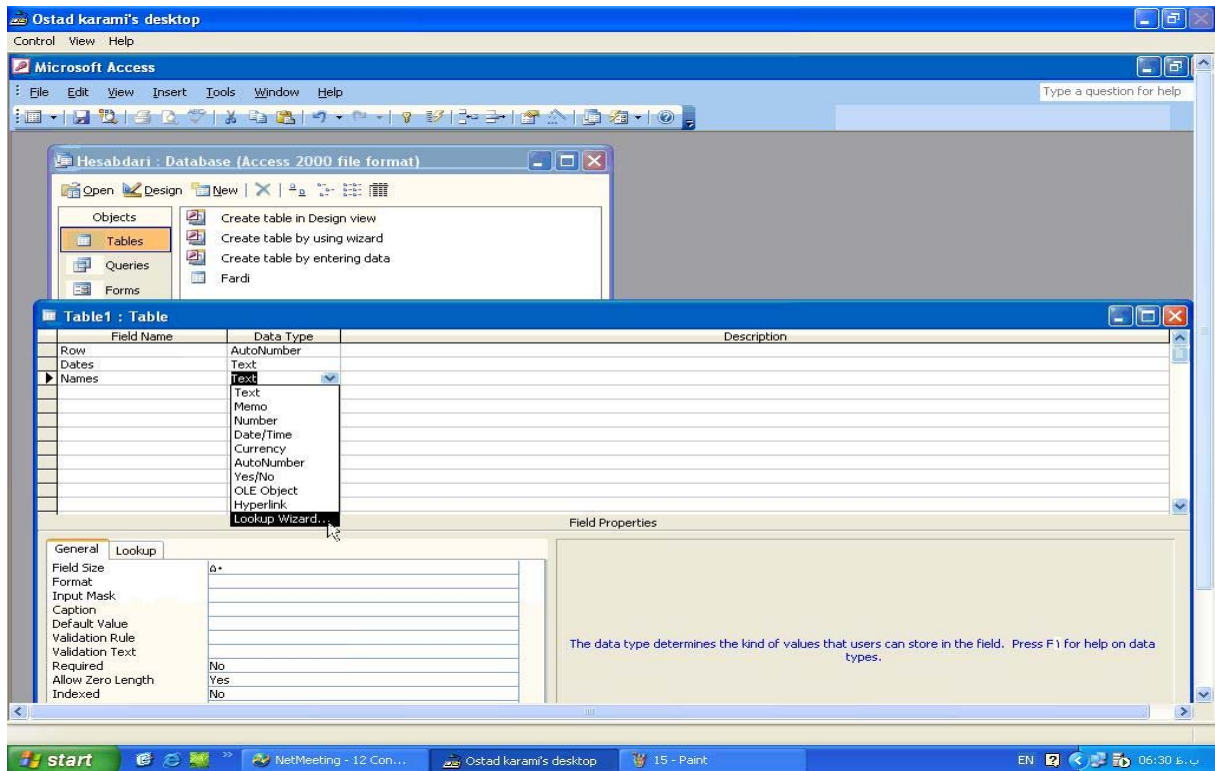 Ostad karami's desktop
Control View Help
Microsoft Access
File Edit View Insert Tools Window Help
Type a question for help
Hesabdari : Database (Access 2000 file format)
Open Design New
Objects
Tables
Queries
Forms
Create table in Design view
Create table by using wizard
Create table by entering data
Fardi
Table1 : Table
Field Name Data Type Description
Row AutoNumber
Dates Text
Names Text
Text
Memo
Number
Date/Time
Currency
AutoNumber
Yes/No
OLE Object
Hyperlink
Lookup Wizard...
Field Properties
General Lookup
Field Size ۵۰
Format
Input Mask
Caption
Default Value
Validation Rule
Validation Text
Required No
Allow Zero Length Yes
Indexed No
The data type determines the kind of values that users can store in the field. Press F۱ for help on data
types.
start NetMeeting - 12 Con... Ostad karami's desktop 15 - Paint EN 06:30 ب.ظ